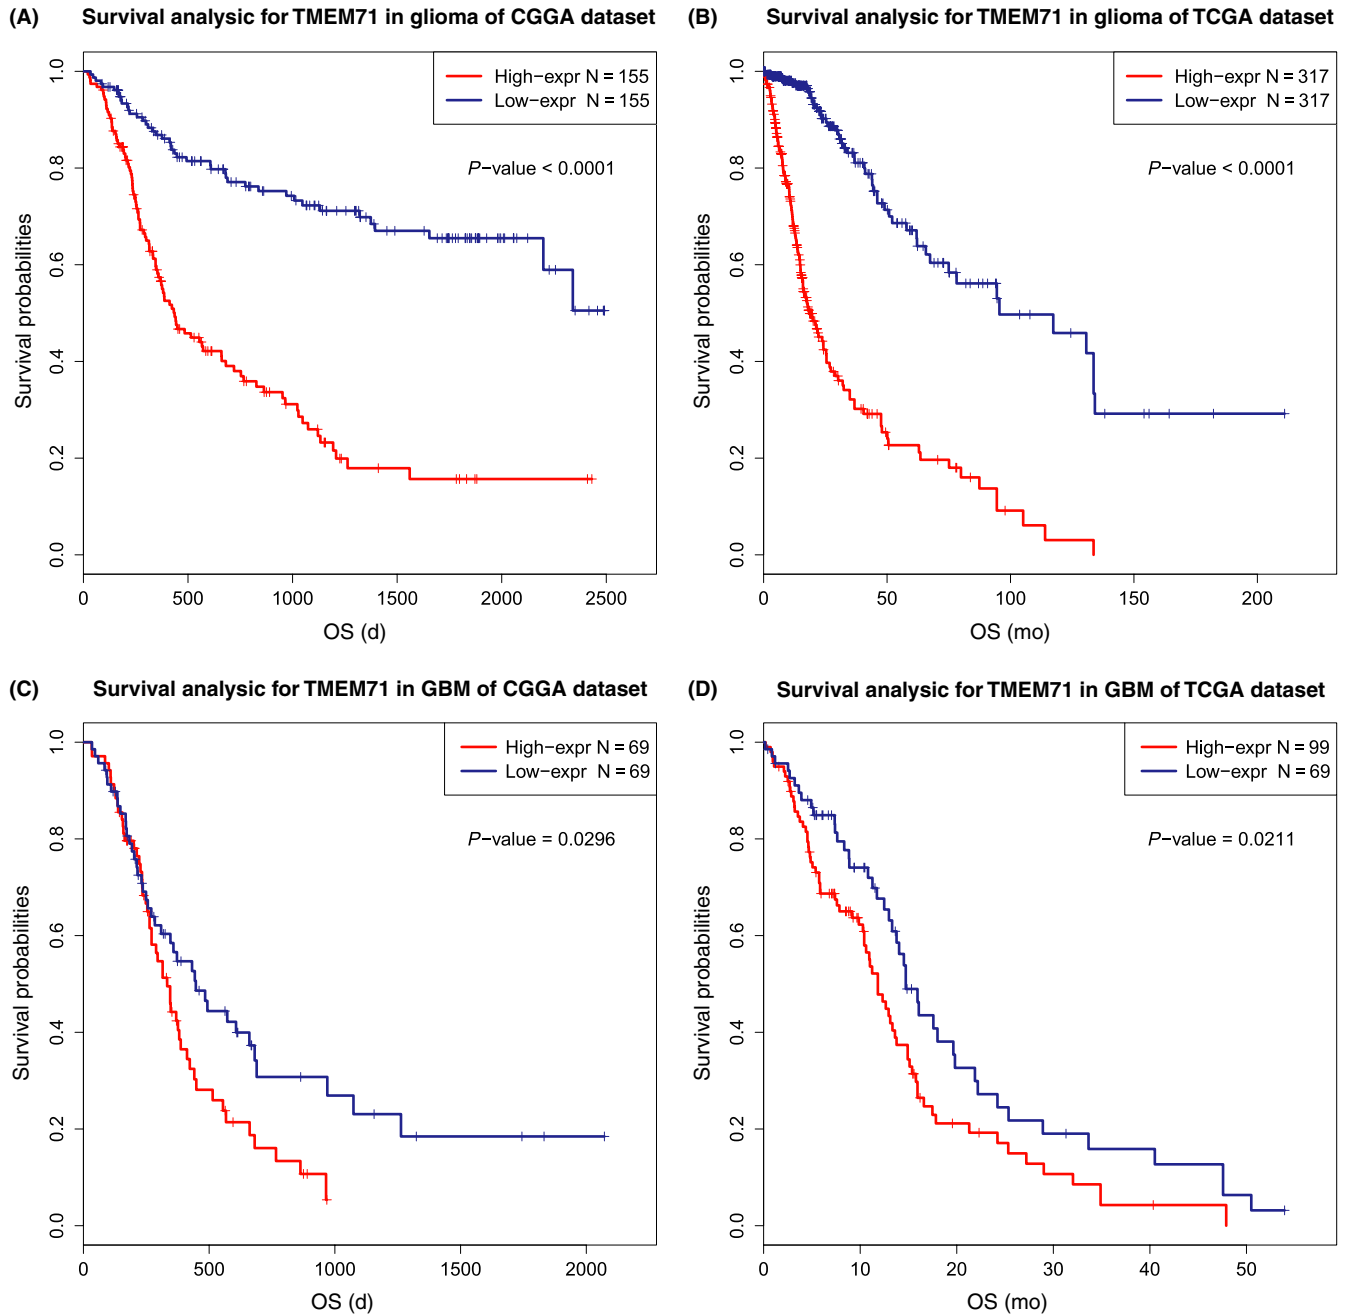 (A) Survival analysic for TMEM71 in glioma of CGGA dataset
High−expr N = 155
Low−expr N = 155
P−value < 0.0001
Survival probabilities
1.0
0.8
0.6
0.4
0.2
0.0
0 500 1000 1500 2000 2500
OS (d)
(B) Survival analysic for TMEM71 in glioma of TCGA dataset
High−expr N = 317
Low−expr N = 317
P−value < 0.0001
Survival probabilities
1.0
0.8
0.6
0.4
0.2
0.0
0 50 100 150 200
OS (mo)
(C) Survival analysic for TMEM71 in GBM of CGGA dataset
High−expr N = 69
Low−expr N = 69
P−value = 0.0296
Survival probabilities
1.0
0.8
0.6
0.4
0.2
0.0
0 500 1000 1500 2000
OS (d)
(D) Survival analysic for TMEM71 in GBM of TCGA dataset
High−expr N = 99
Low−expr N = 69
P−value = 0.0211
Survival probabilities
1.0
0.8
0.6
0.4
0.2
0.0
0 10 20 30 40 50
OS (mo)